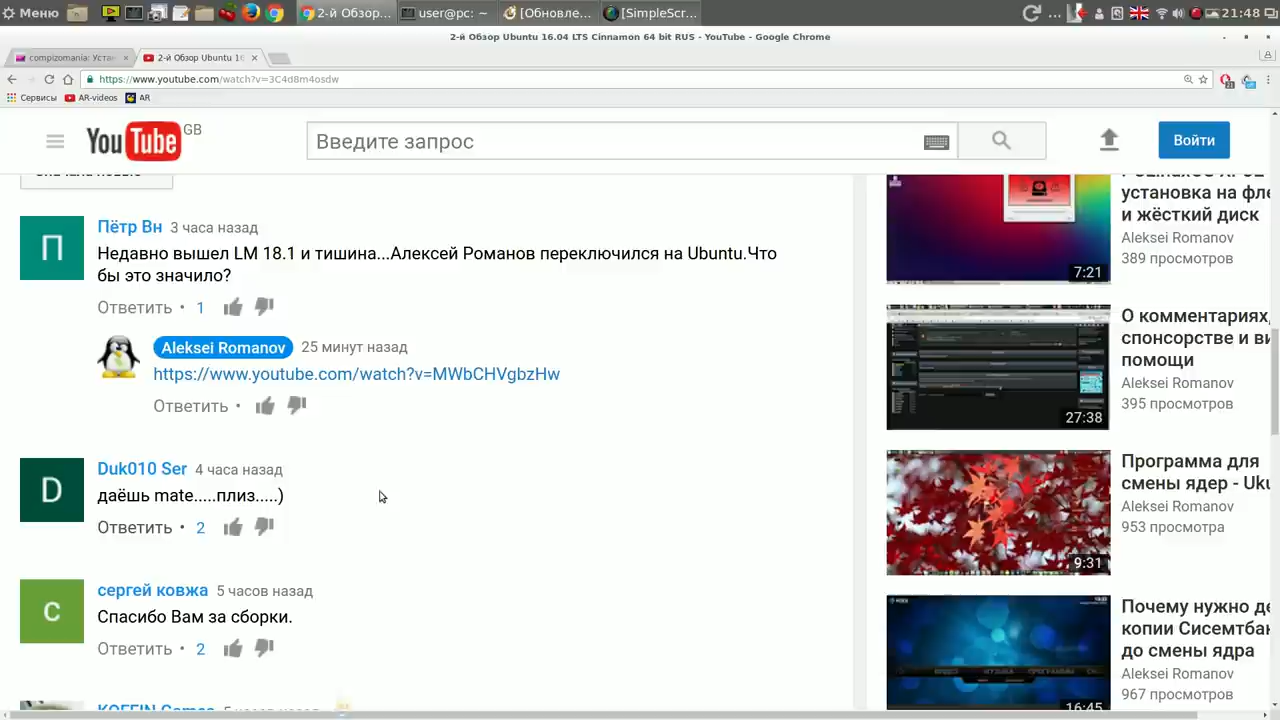 Меню
2-й Обзор...
user@pc: ~
[Обновле...
[SimpleScr...
21:48
2-й Обзор Ubuntu 16.04 LTS Cinnamon 64 bit RUS - YouTube - Google Chrome
compizomania: Устан
2-й Обзор Ubuntu 16
https://www.youtube.com/watch?v=3C4d8m4osdw
Сервисы
AR-videos
AR
YouTube
GB
Введите запрос
Войти
Пётр Вн 3 часа назад
Недавно вышел LM 18.1 и тишина...Алексей Романов переключился на Ubuntu.Что
бы это значило?
Ответить • 1
Aleksei Romanov 25 минут назад
https://www.youtube.com/watch?v=MWbCHVgbzHw
Ответить •
Duk010 Ser 4 часа назад
даёшь mate.....плиз.....)
Ответить • 2
сергей ковжа 5 часов назад
Спасибо Вам за сборки.
Ответить • 2
установка на фле
и жёсткий диск
Aleksei Romanov
389 просмотров
7:21
О комментариях,
спонсорстве и ви
помощи
Aleksei Romanov
395 просмотров
27:38
Программа для
смены ядер - Uku
Aleksei Romanov
953 просмотра
9:31
Почему нужно де
копии Сисемтбак
до смены ядра
Aleksei Romanov
967 просмотров
16:45